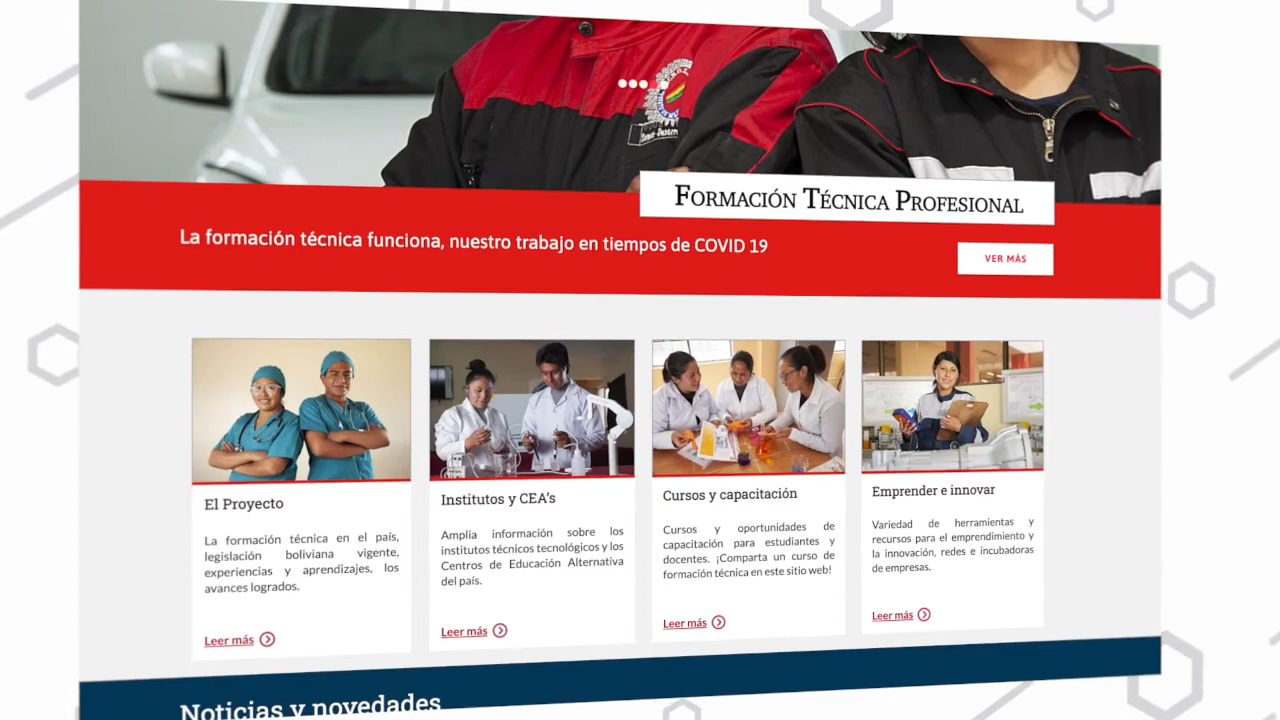 FORMACIÓN TÉCNICA PROFESIONAL
La formación técnica funciona, nuestro trabajo en tiempos de COVID 19
VER MÁS
El Proyecto
La formación técnica en el país,
legislación boliviana vigente,
experiencias y aprendizajes, los
avances logrados.
Leer más
Institutos y CEA's
Amplia información sobre los
institutos técnicos tecnológicos y los
Centros de Educación Alternativa
del país.
Leer más
Cursos y capacitación
Cursos y oportunidades de
capacitación para estudiantes y
docentes. ¡Comparta un curso de
formación técnica en este sitio web!
Leer más
Emprender e innovar
Variedad de herramientas y
recursos para el emprendimiento y
la innovación, redes e incubadoras
de empresas.
Leer más
Noticias y novedades